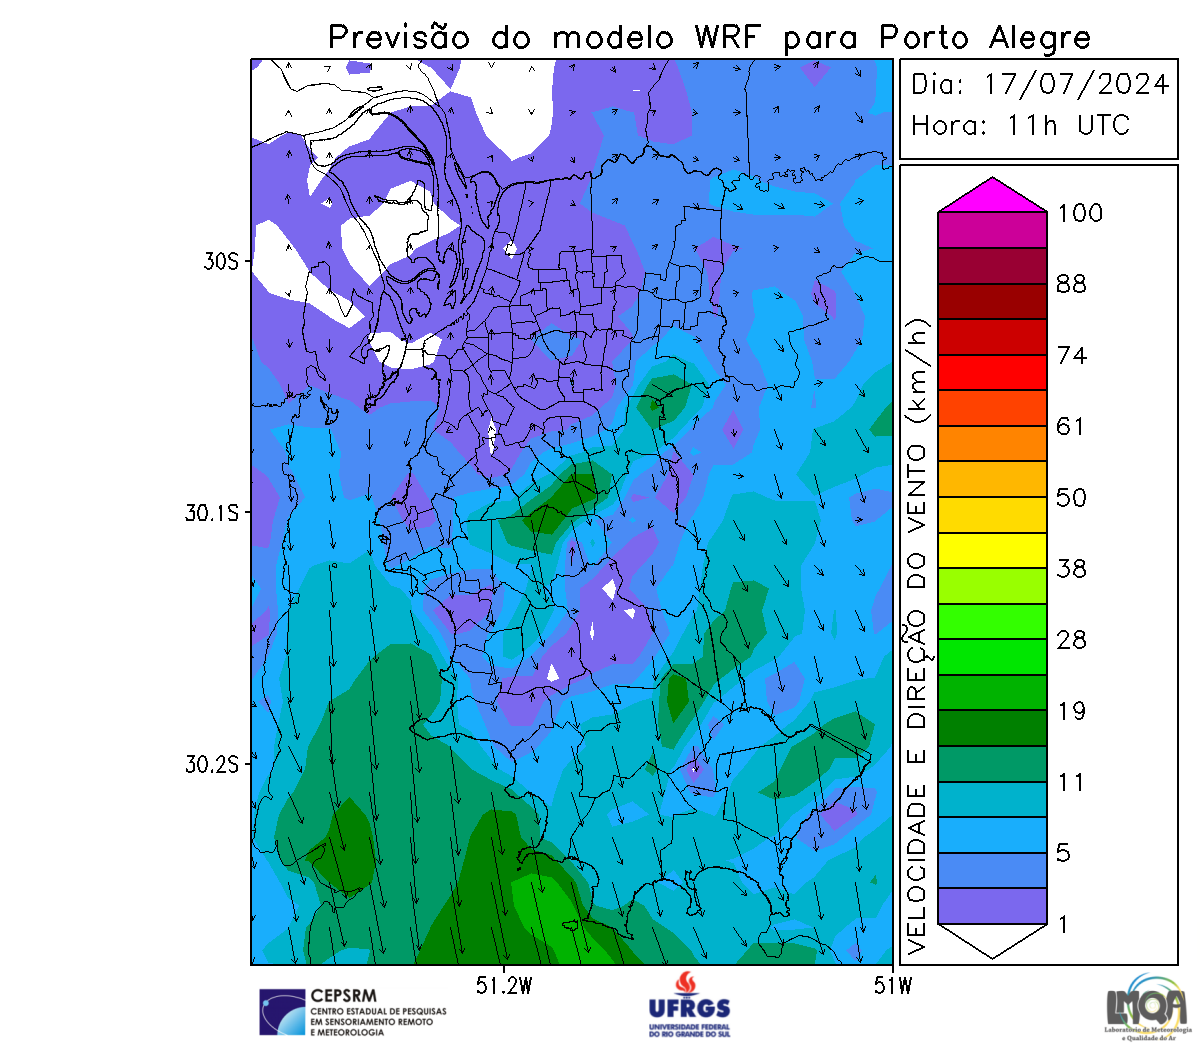 Previsão do modelo WRF para Porto Alegre
Dia: 17/07/2024
Hora: 11h UTC
30S
30.1S
30.2S
51.2W
51W
VELOCIDADE E DIREÇÃO DO VENTO (km/h)
100
88
74
61
50
38
28
19
11
5
1
CEPSRM
CENTRO ESTADUAL DE PESQUISAS
EM SENSORIAMENTO REMOTO
E METEOROLOGIA
UFRGS
UNIVERSIDADE FEDERAL
DO RIO GRANDE DO SUL
LMQA
Laboratório de Meteorologia
e Qualidade do Ar